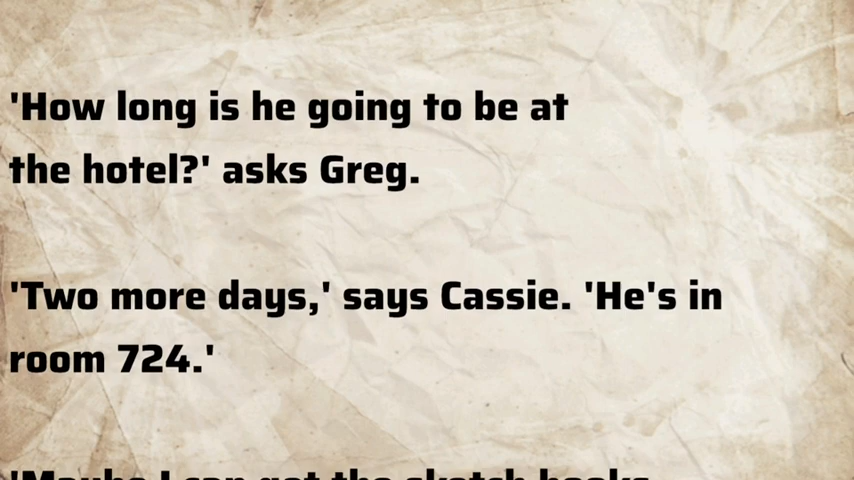 'How long is he going to be at
the hotel?' asks Greg.
'Two more days,' says Cassie. 'He's in
room 724.'
'Maybe I can get the sketch books